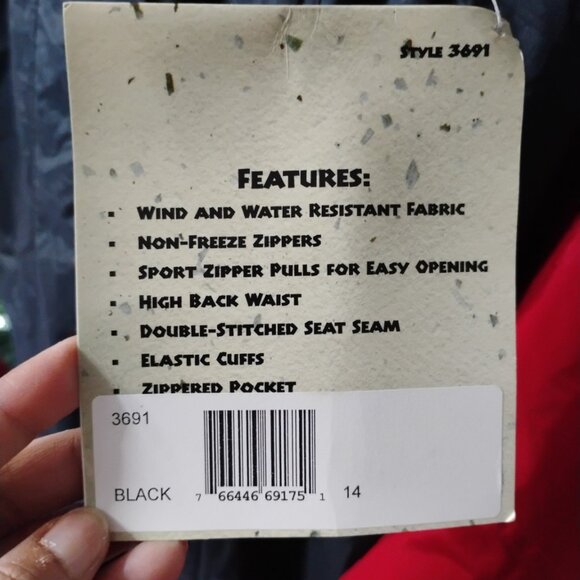 Style 3691
Features:
▪ Wind and Water Resistant Fabric
▪ Non-Freeze Zippers
▪ Sport Zipper Pulls for Easy Opening
▪ High Back Waist
▪ Double-Stitched Seat Seam
▪ Elastic Cuffs
▪ Zippered Pocket
3691
BLACK 7 66446 69175 1 14